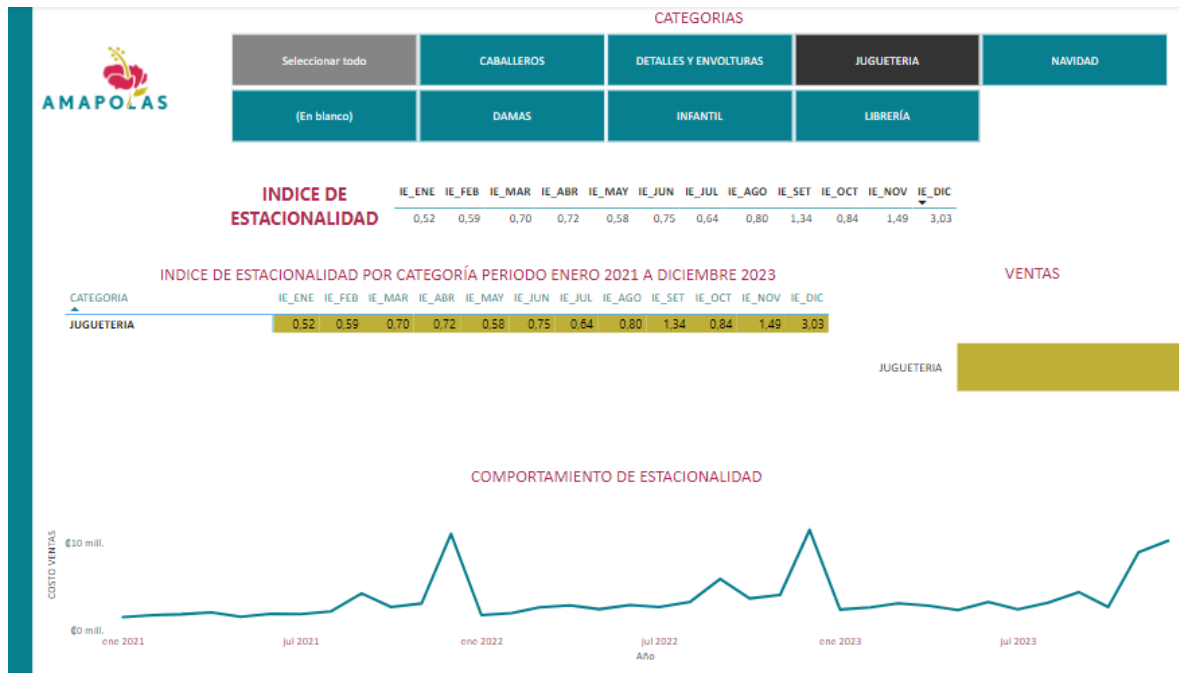 CATEGORIAS
AMAPOLAS
Seleccionar todo
CABALLEROS
DETALLES Y ENVOLTURAS
JUGUETERIA
NAVIDAD
(En blanco)
DAMAS
INFANTIL
LIBRERÍA
INDICE DE
ESTACIONALIDAD
IE_ENE IE_FEB IE_MAR IE_ABR IE_MAY IE_JUN IE_JUL IE_AGO IE_SET IE_OCT IE_NOV IE_DIC
0,52 0,59 0,70 0,72 0,58 0,75 0,64 0,80 1,34 0,84 1,49 3,03
INDICE DE ESTACIONALIDAD POR CATEGORÍA PERIODO ENERO 2021 A DICIEMBRE 2023
CATEGORIA IE_ENE IE_FEB IE_MAR IE_ABR IE_MAY IE_JUN IE_JUL IE_AGO IE_SET IE_OCT IE_NOV IE_DIC
JUGUETERIA 0,52 0,59 0,70 0,72 0,58 0,75 0,64 0,80 1,34 0,84 1,49 3,03
VENTAS
JUGUETERIA
COMPORTAMIENTO DE ESTACIONALIDAD
COSTO VENTAS
₡10 mill.
₡0 mill.
ene 2021 jul 2021 ene 2022 jul 2022 ene 2023 jul 2023
Año